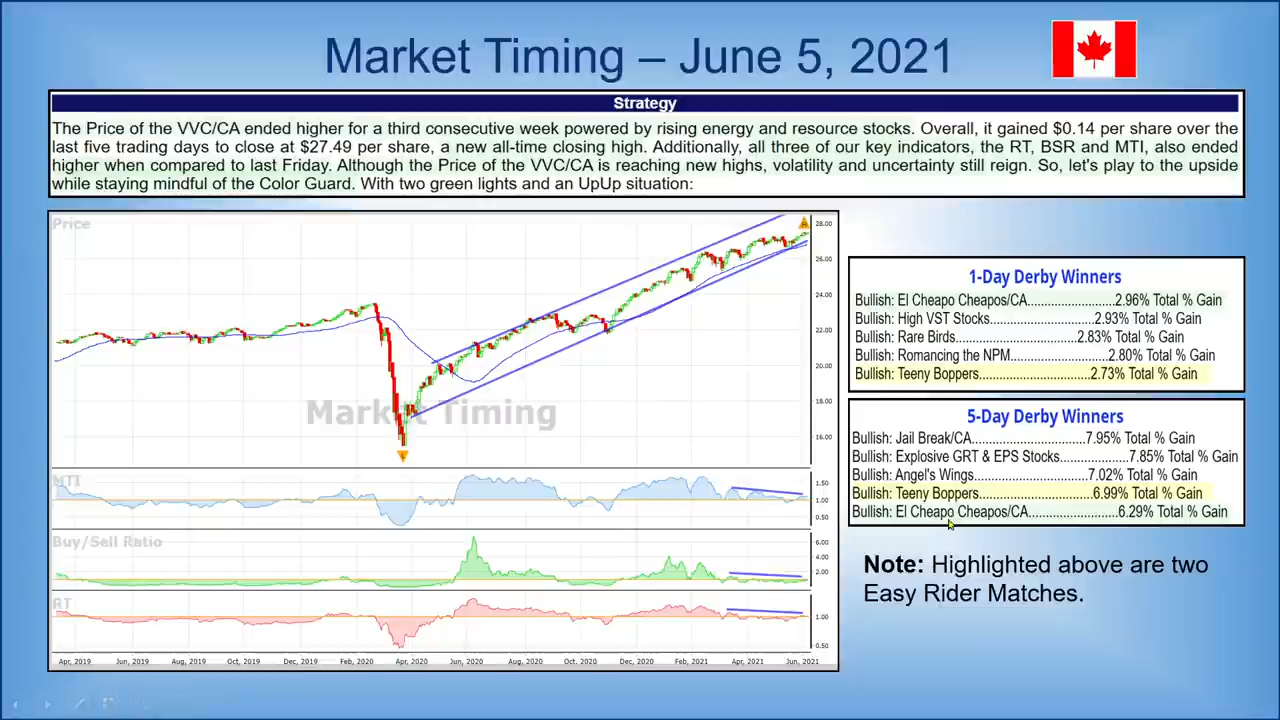 Market Timing – June 5, 2021
Strategy
The Price of the VVC/CA ended higher for a third consecutive week powered by rising energy and resource stocks. Overall, it gained $0.14 per share over the
last five trading days to close at $27.49 per share, a new all-time closing high. Additionally, all three of our key indicators, the RT, BSR and MTI, also ended
higher when compared to last Friday. Although the Price of the VVC/CA is reaching new highs, volatility and uncertainty still reign. So, let's play to the upside
while staying mindful of the Color Guard. With two green lights and an UpUp situation:
Price
28.00
26.00
24.00
22.00
20.00
18.00
16.00
Market Timing
MTI
1.50
1.00
0.50
Buy/Sell Ratio
6.00
4.00
2.00
RT
1.00
0.50
Apr, 2019 Jun, 2019 Aug, 2019 Oct, 2019 Dec, 2019 Feb, 2020 Apr, 2020 Jun, 2020 Aug, 2020 Oct, 2020 Dec, 2020 Feb, 2021 Apr, 2021 Jun, 2021
1-Day Derby Winners
Bullish: El Cheapo Cheapos/CA......................2.96% Total % Gain
Bullish: High VST Stocks..........................2.93% Total % Gain
Bullish: Rare Birds..............................2.83% Total % Gain
Bullish: Romancing the NPM........................2.80% Total % Gain
Bullish: Teeny Boppers............................2.73% Total % Gain
5-Day Derby Winners
Bullish: Jail Break/CA.............................7.95% Total % Gain
Bullish: Explosive GRT & EPS Stocks.................7.85% Total % Gain
Bullish: Angel's Wings.............................7.02% Total % Gain
Bullish: Teeny Boppers.............................6.99% Total % Gain
Bullish: El Cheapo Cheapos/CA.......................6.29% Total % Gain
Note: Highlighted above are two
Easy Rider Matches.